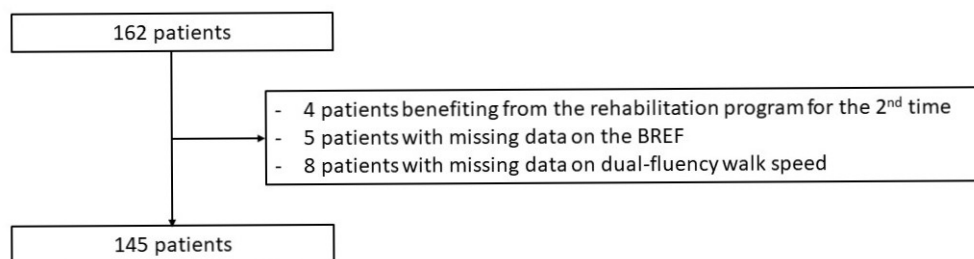 162 patients
- 4 patients benefiting from the rehabilitation program for the 2nd time
- 5 patients with missing data on the BREF
- 8 patients with missing data on dual-fluency walk speed
145 patients